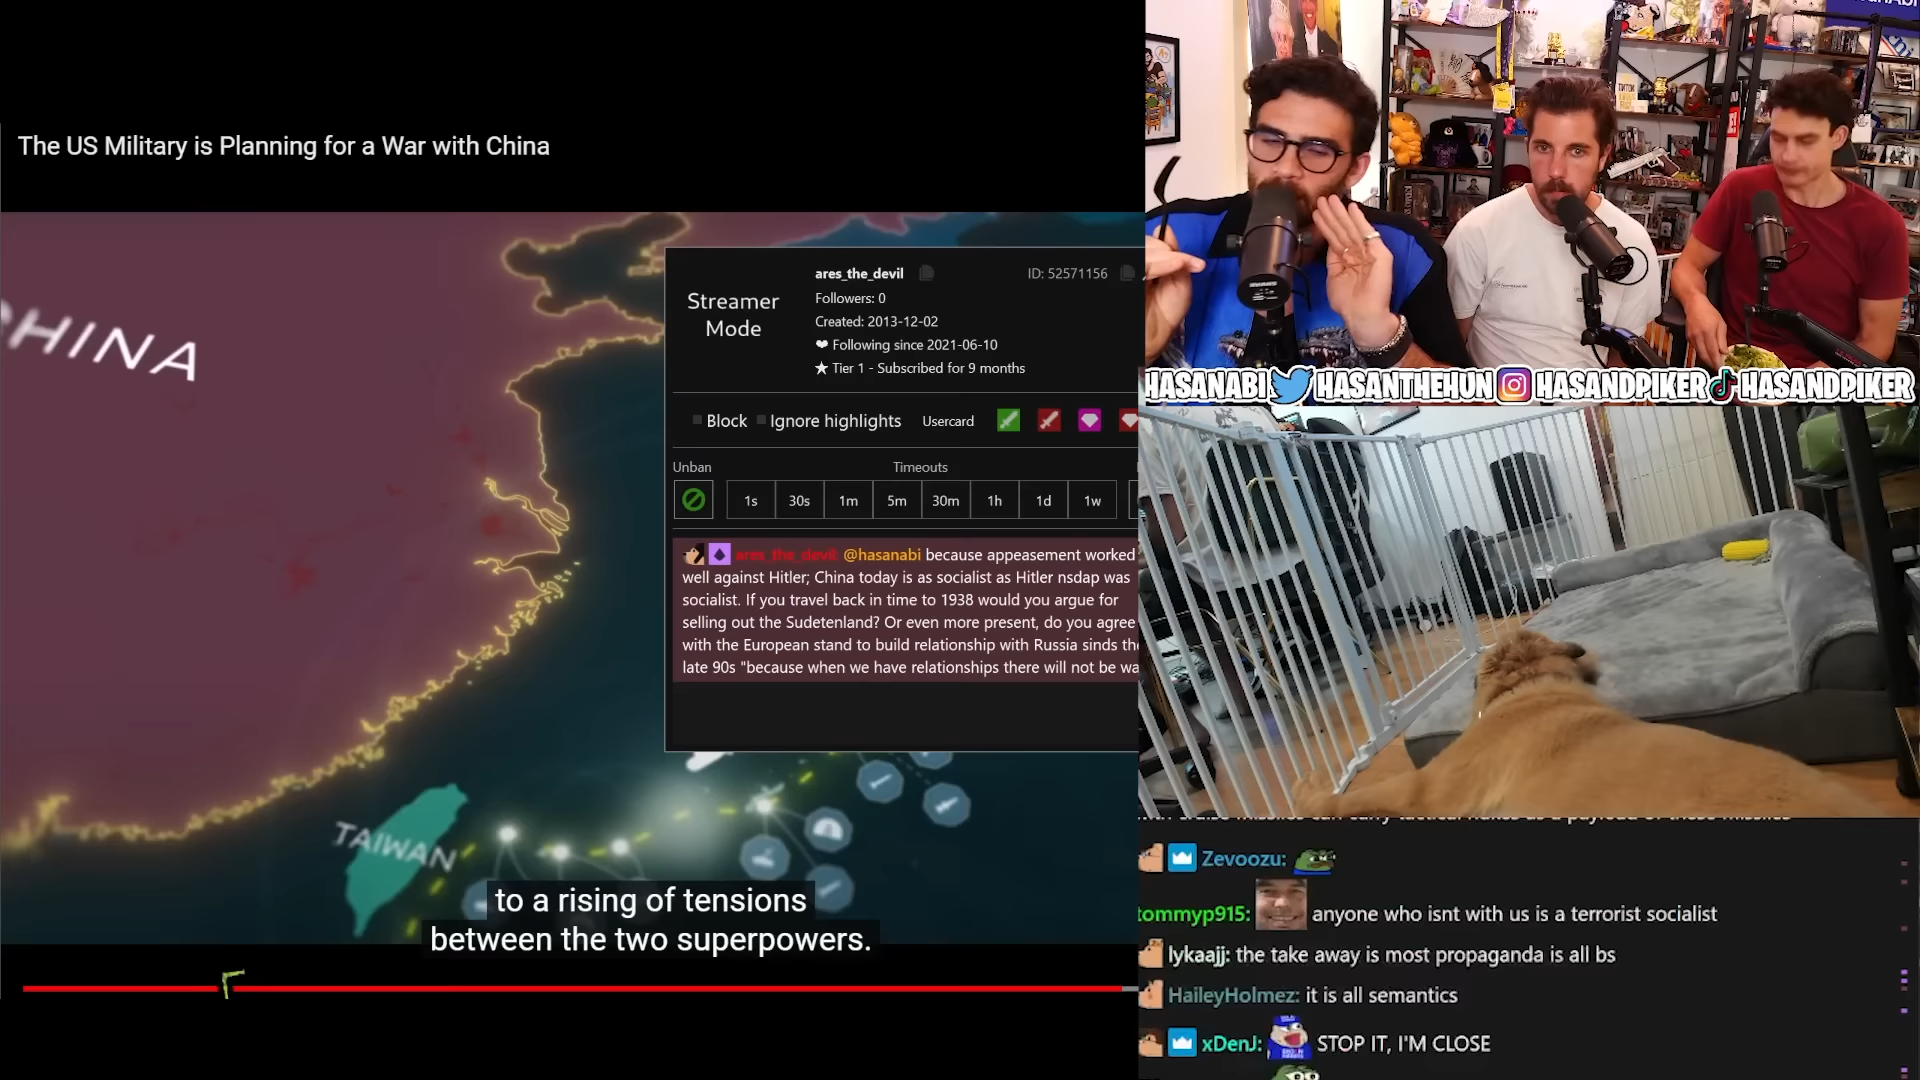 The US Military is Planning for a War with China
CHINA
TAIWAN
to a rising of tensions
between the two superpowers.
Streamer
Mode
ares_the_devil
ID: 52571156
Followers: 0
Created: 2013-12-02
Following since 2021-06-10
Tier 1 - Subscribed for 9 months
Block
Ignore highlights
Usercard
Unban
Timeouts
1s
30s
1m
5m
30m
1h
1d
1w
ares_the_devil: @hasanabi because appeasement worked
well against Hitler; China today is as socialist as Hitler nsdap was
socialist. If you travel back in time to 1938 would you argue for
selling out the Sudetenland? Or even more present, do you agree
with the European stand to build relationship with Russia sinds the
late 90s "because when we have relationships there will not be wa
HASANABI HASANTHEHUN HASANDPIKER HASANDPIKER
Zevoozu:
tommyp915: anyone who isnt with us is a terrorist socialist
lykaajj: the take away is most propaganda is all bs
HaileyHolmez: it is all semantics
xDenJ: STOP IT, I'M CLOSE